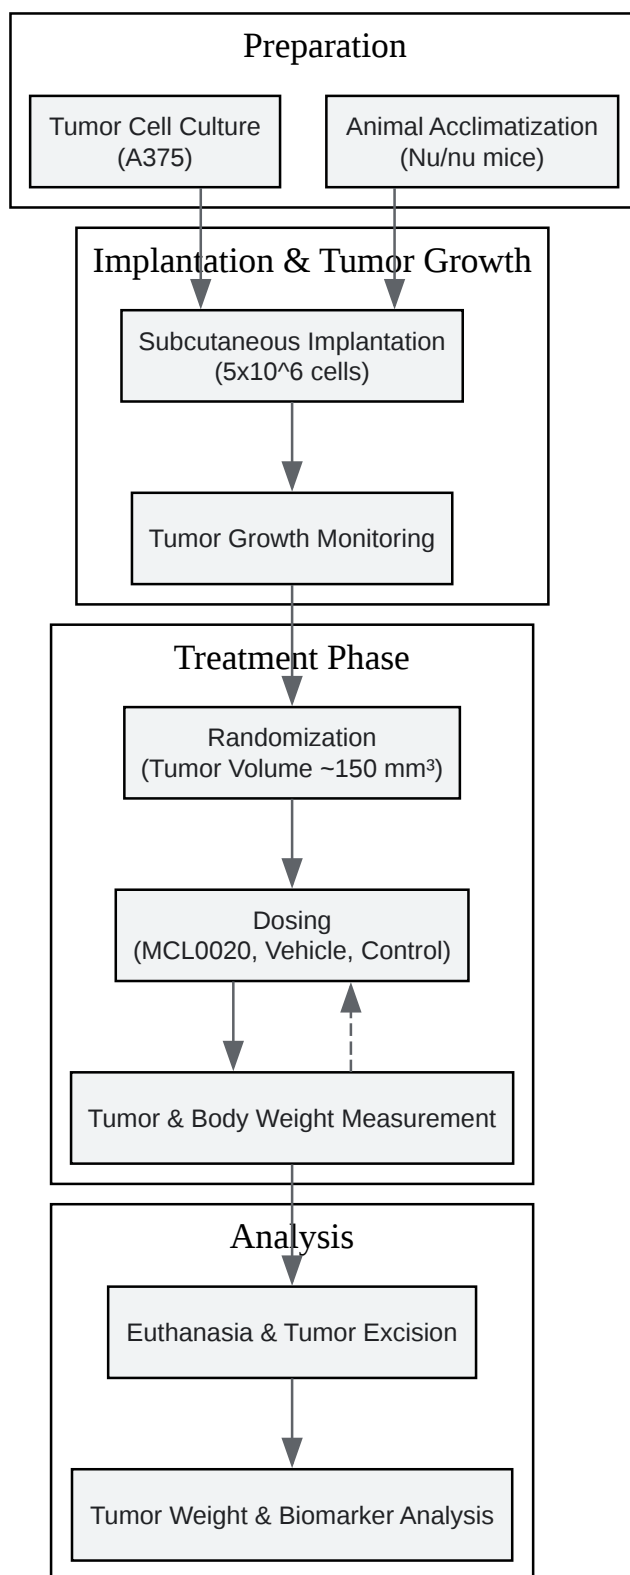 Preparation
Tumor Cell Culture
(A375)
Animal Acclimatization
(Nu/nu mice)
Implantation & Tumor Growth
Subcutaneous Implantation
(5x10^6 cells)
Tumor Growth Monitoring
Treatment Phase
Randomization
(Tumor Volume ~150 mm³)
Dosing
(MCL0020, Vehicle, Control)
Tumor & Body Weight Measurement
Analysis
Euthanasia & Tumor Excision
Tumor Weight & Biomarker Analysis